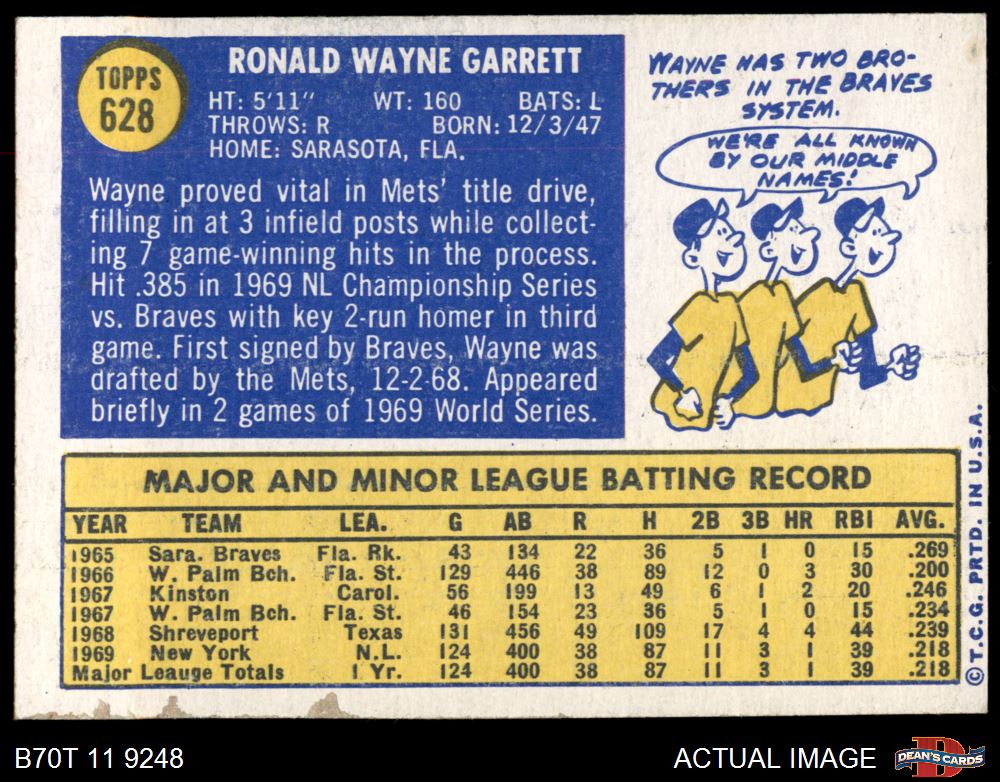 TOPPS
628
RONALD WAYNE GARRETT
HT: 5'11" WT: 160 BATS: L
THROWS: R BORN: 12/3/47
HOME: SARASOTA, FLA.
Wayne proved vital in Mets' title drive,
filling in at 3 infield posts while collect-
ing 7 game-winning hits in the process.
Hit .385 in 1969 NL Championship Series
vs. Braves with key 2-run homer in third
game. First signed by Braves, Wayne was
drafted by the Mets, 12-2-68. Appeared
briefly in 2 games of 1969 World Series.
WAYNE HAS TWO BRO-
THERS IN THE BRAVES
SYSTEM.
WE'RE ALL KNOWN
BY OUR MIDDLE
NAMES!
MAJOR AND MINOR LEAGUE BATTING RECORD
YEAR TEAM LEA. G AB R H 2B 3B HR RBI AVG.
1965 Sara. Braves Fla. Rk. 43 134 22 36 5 1 0 15 .269
1966 W. Palm Bch. Fla. St. 129 446 38 89 12 0 3 30 .200
1967 Kinston Carol. 56 199 13 49 6 1 2 20 .246
1967 W. Palm Bch. Fla. St. 46 154 23 36 5 1 0 15 .234
1968 Shreveport Texas 131 456 49 109 17 4 4 44 .239
1969 New York N.L. 124 400 38 87 11 3 1 39 .218
Major Leauge Totals 1 Yr. 124 400 38 87 11 3 1 39 .218
© T.C.G. PRTD. IN U.S.A.
B70T 11 9248
ACTUAL IMAGE
DEAN'S CARDS